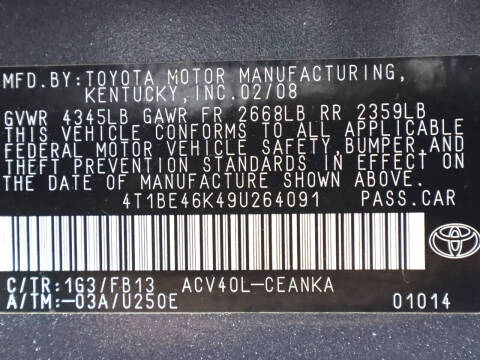 MFD.BY:TOYOTA MOTOR MANUFACTURING,
KENTUCKY,INC.02/08
GVWR 4345LB GAWR FR 2668LB RR 2359LB
THIS VEHICLE CONFORMS TO ALL APPLICABLE
FEDERAL MOTOR VEHICLE SAFETY,BUMPER,AND
THEFT PREVENTION STANDARDS IN EFFECT ON
THE DATE OF MANUFACTURE SHOWN ABOVE.
4T1BE46K49U264091 PASS.CAR
C/TR:1G3/FB13 ACV40L-CEANKA
A/TM:-03A/U250E 01014